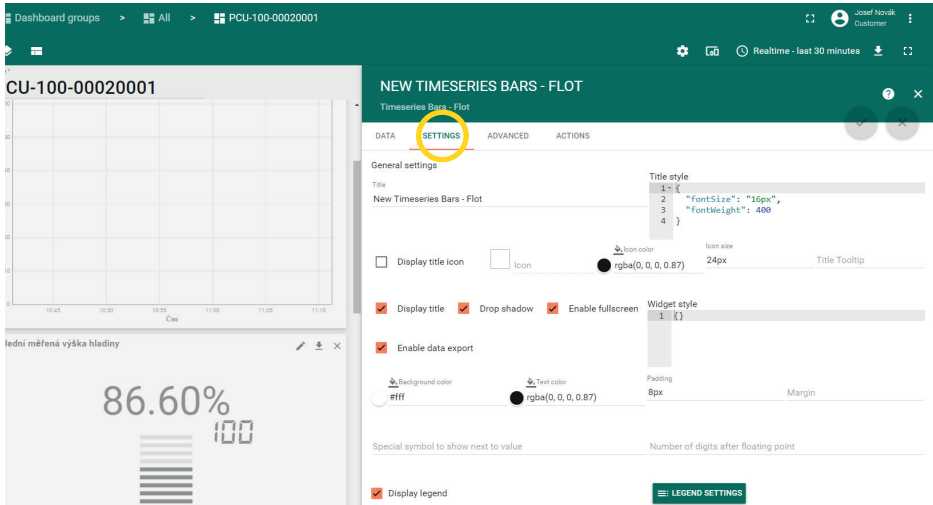 Dashboard groups > All > PCU-100-00020001
Josef Novák
Customer
Realtime - last 30 minutes
CU-100-00020001
10:45 10:50 10:55 11:00 11:05 11:10
Čas
lední měřená výška hladiny
86.60%
100
NEW TIMESERIES BARS - FLOT
Timeseries Bars - Flot
DATA SETTINGS ADVANCED ACTIONS
General settings
Title
New Timeseries Bars - Flot
Title style
1 {
2 "fontSize": "16px",
3 "fontWeight": 400
4 }
Display title icon
Icon
Icon color
rgba(0, 0, 0, 0.87)
Icon size
24px
Title Tooltip
Display title Drop shadow Enable fullscreen
Widget style
1 {}
Enable data export
Background color
#fff
Text color
rgba(0, 0, 0, 0.87)
Padding
8px
Margin
Special symbol to show next to value
Number of digits after floating point
Display legend
LEGEND SETTINGS